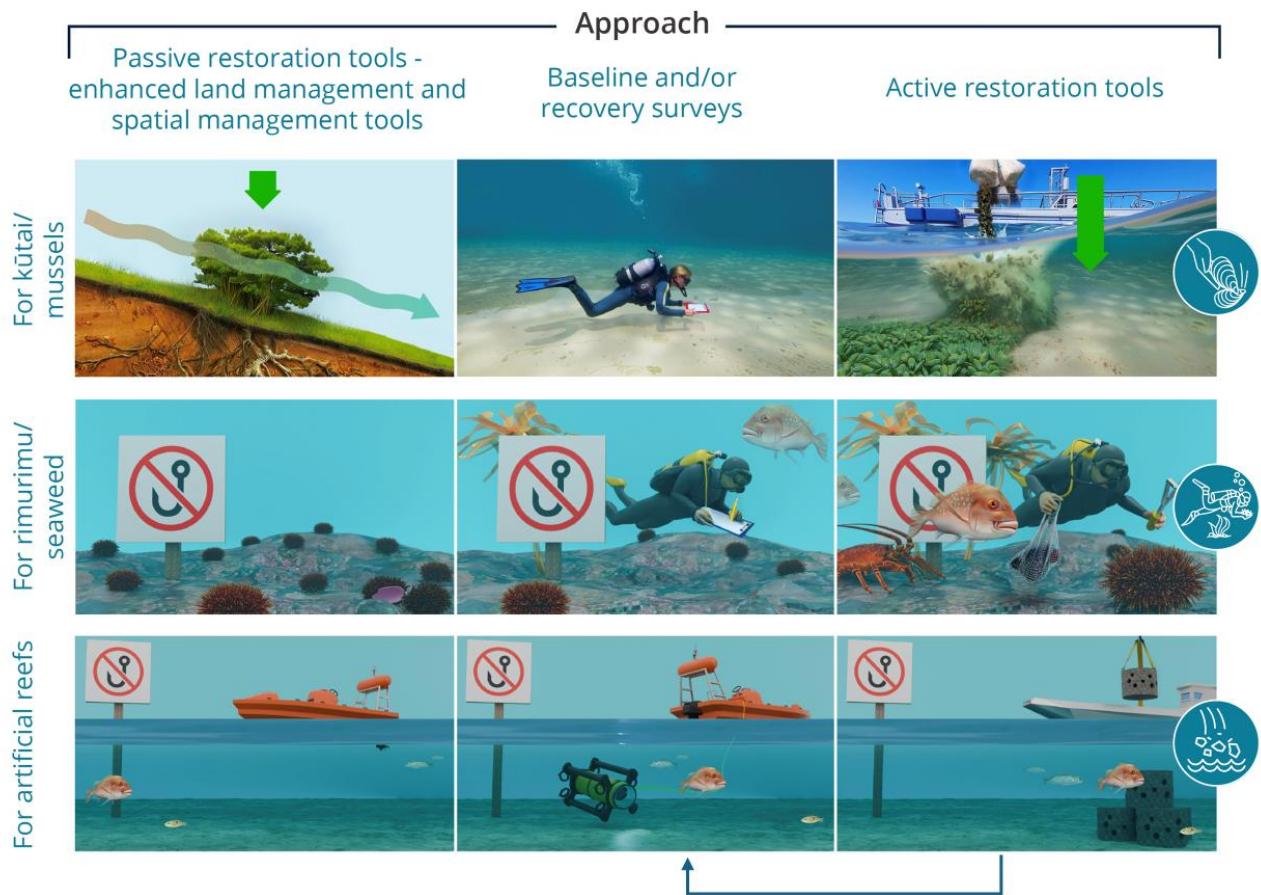 Approach
Passive restoration tools -
enhanced land management and
spatial management tools
Baseline and/or
recovery surveys
Active restoration tools
For kūtai/
mussels
For rimurimu/
seaweed
For artificial reefs